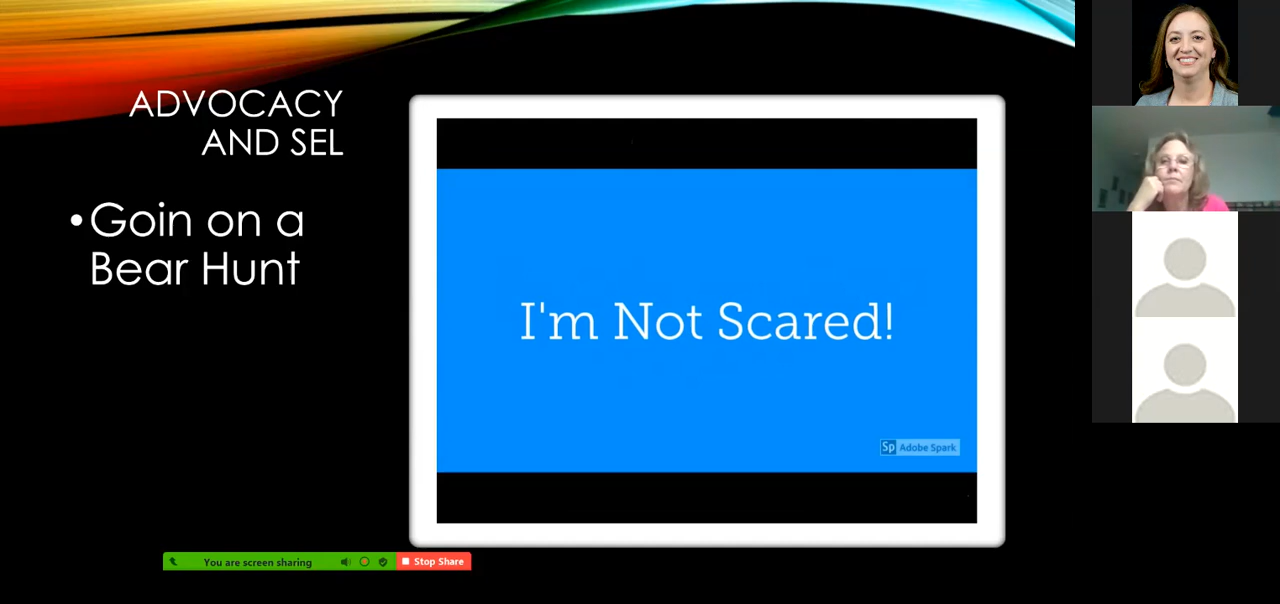 ADVOCACY
AND SEL
•Goin on a
Bear Hunt
I'm Not Scared!
Sp Adobe Spark
You are screen sharing
Stop Share